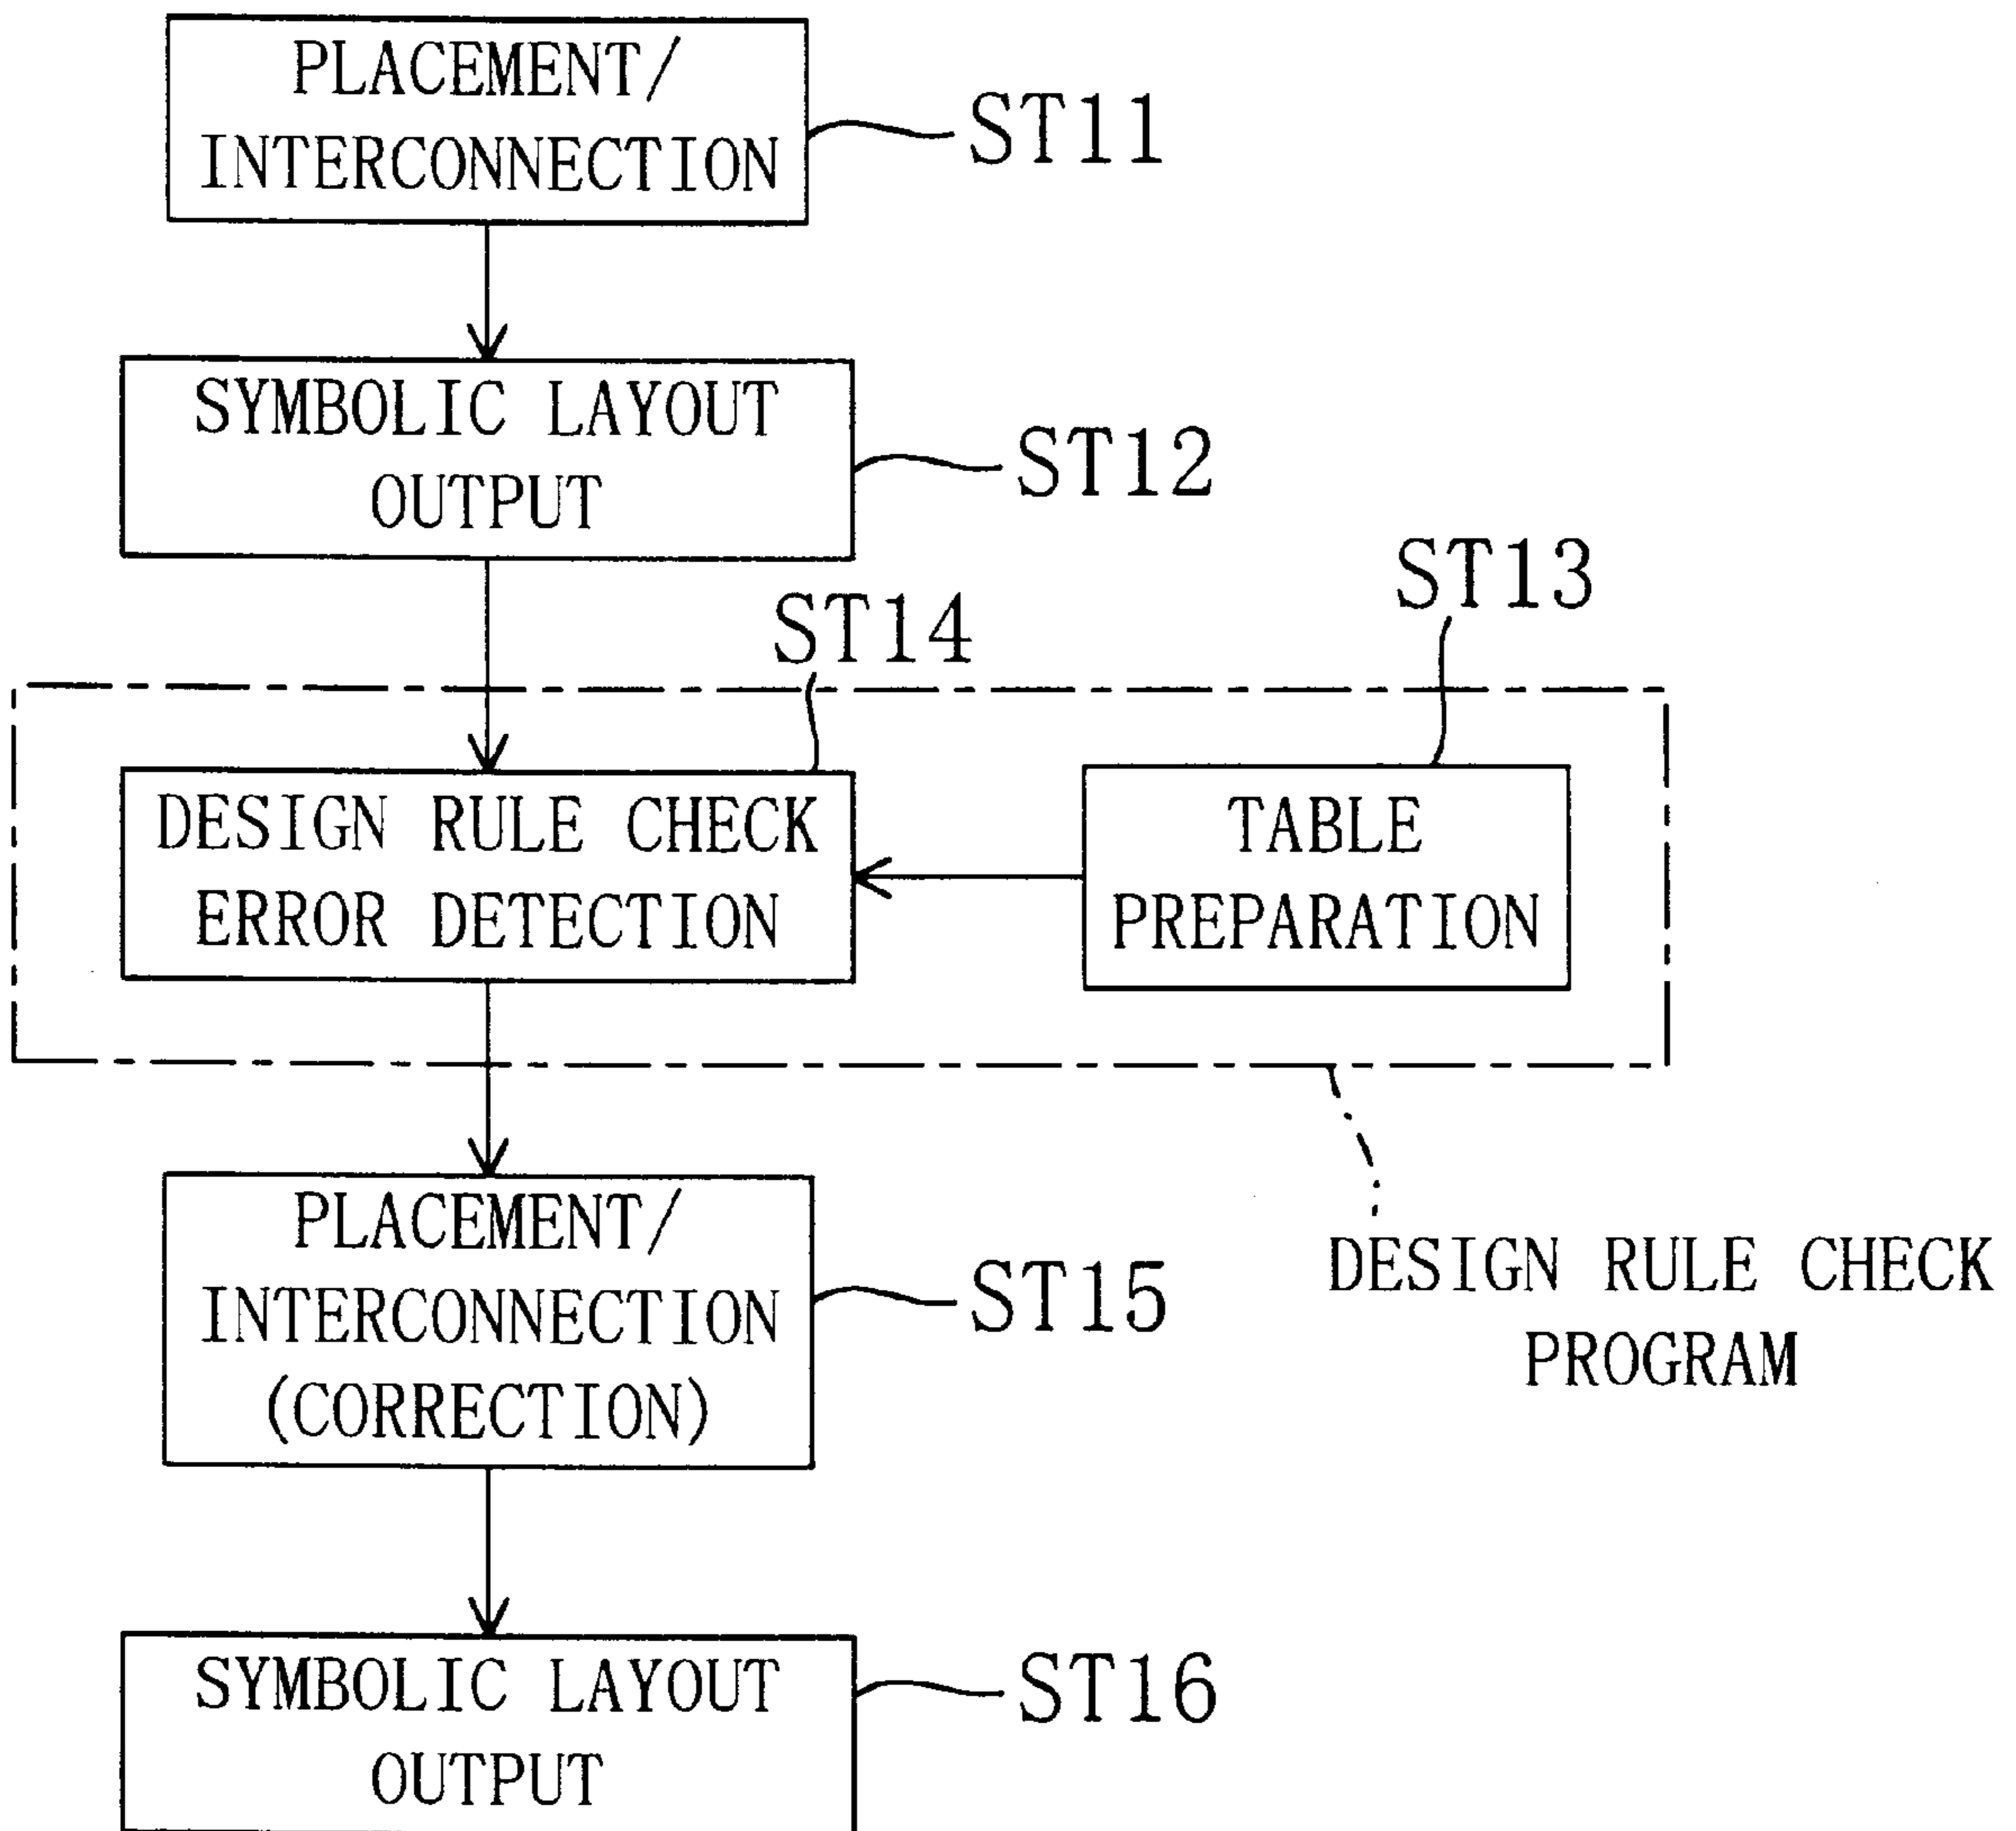 PLACEMENT/
INTERCONNECTION
ST11
SYMBOLIC LAYOUT
OUTPUT
ST12
ST13
ST14
DESIGN RULE CHECK
ERROR DETECTION
TABLE
PREPARATION
PLACEMENT/
INTERCONNECTION
(CORRECTION)
ST15
DESIGN RULE CHECK
PROGRAM
SYMBOLIC LAYOUT
OUTPUT
ST16